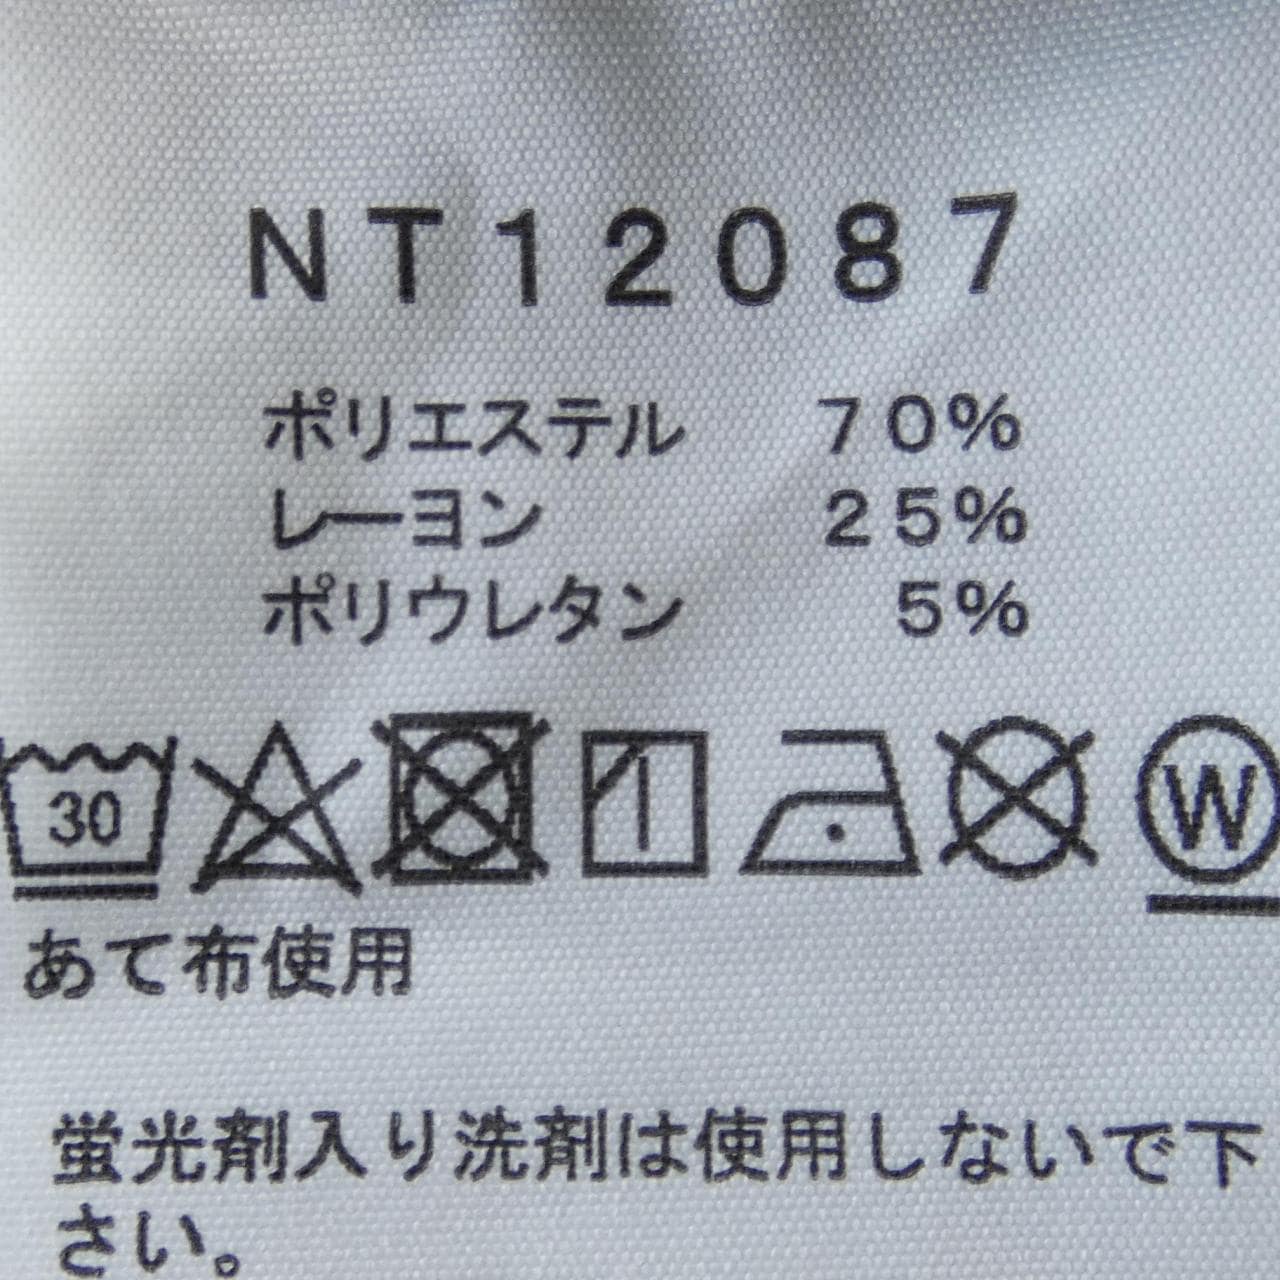 NT12087
ポリエステル 70%
レーヨン 25%
ポリウレタン 5%
30 W
あて布使用
蛍光剤入り洗剤は使用しないで下
さい。